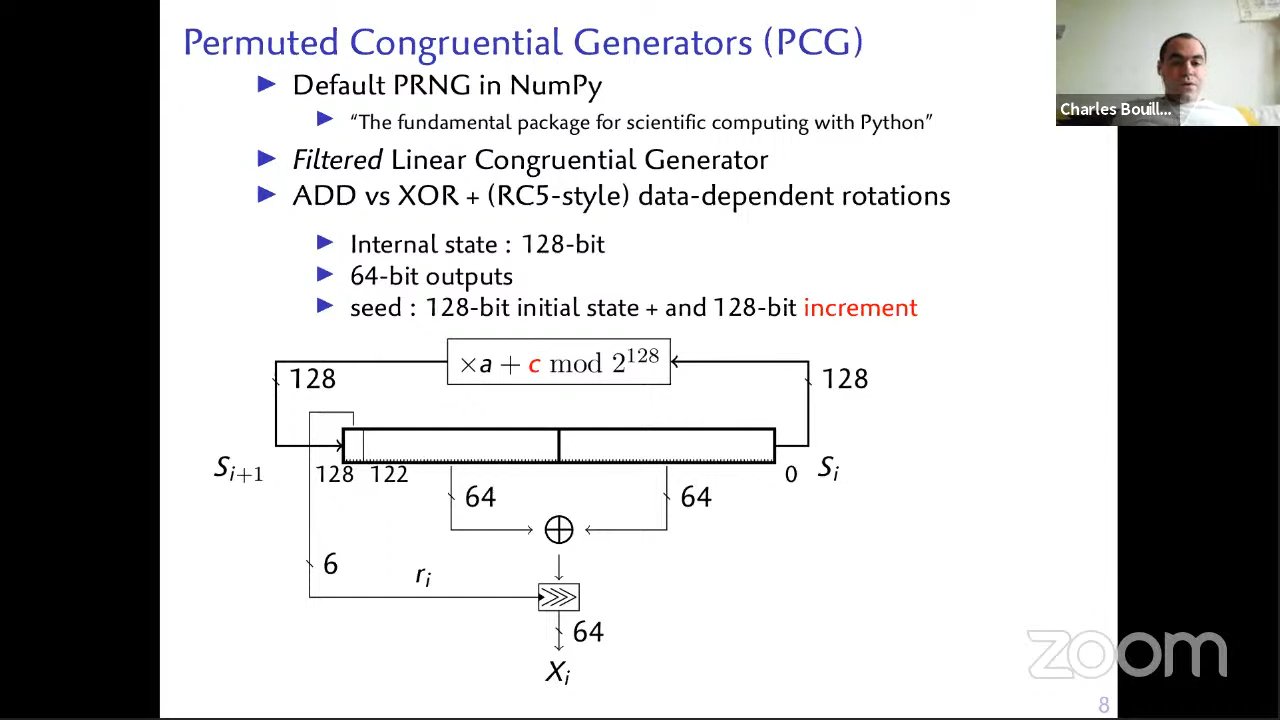 Permuted Congruential Generators (PCG)
Default PRNG in NumPy
“The fundamental package for scientific computing with Python”
Filtered Linear Congruential Generator
ADD vs XOR + (RC5-style) data-dependent rotations
Internal state : 128-bit
64-bit outputs
seed : 128-bit initial state + and 128-bit increment
×a + c mod 2^128
128
128
S_{i+1}
128
122
0
S_i
64
64
⊕
6
r_i
⋙
64
X_i
8
Charles Bouill...
zoom